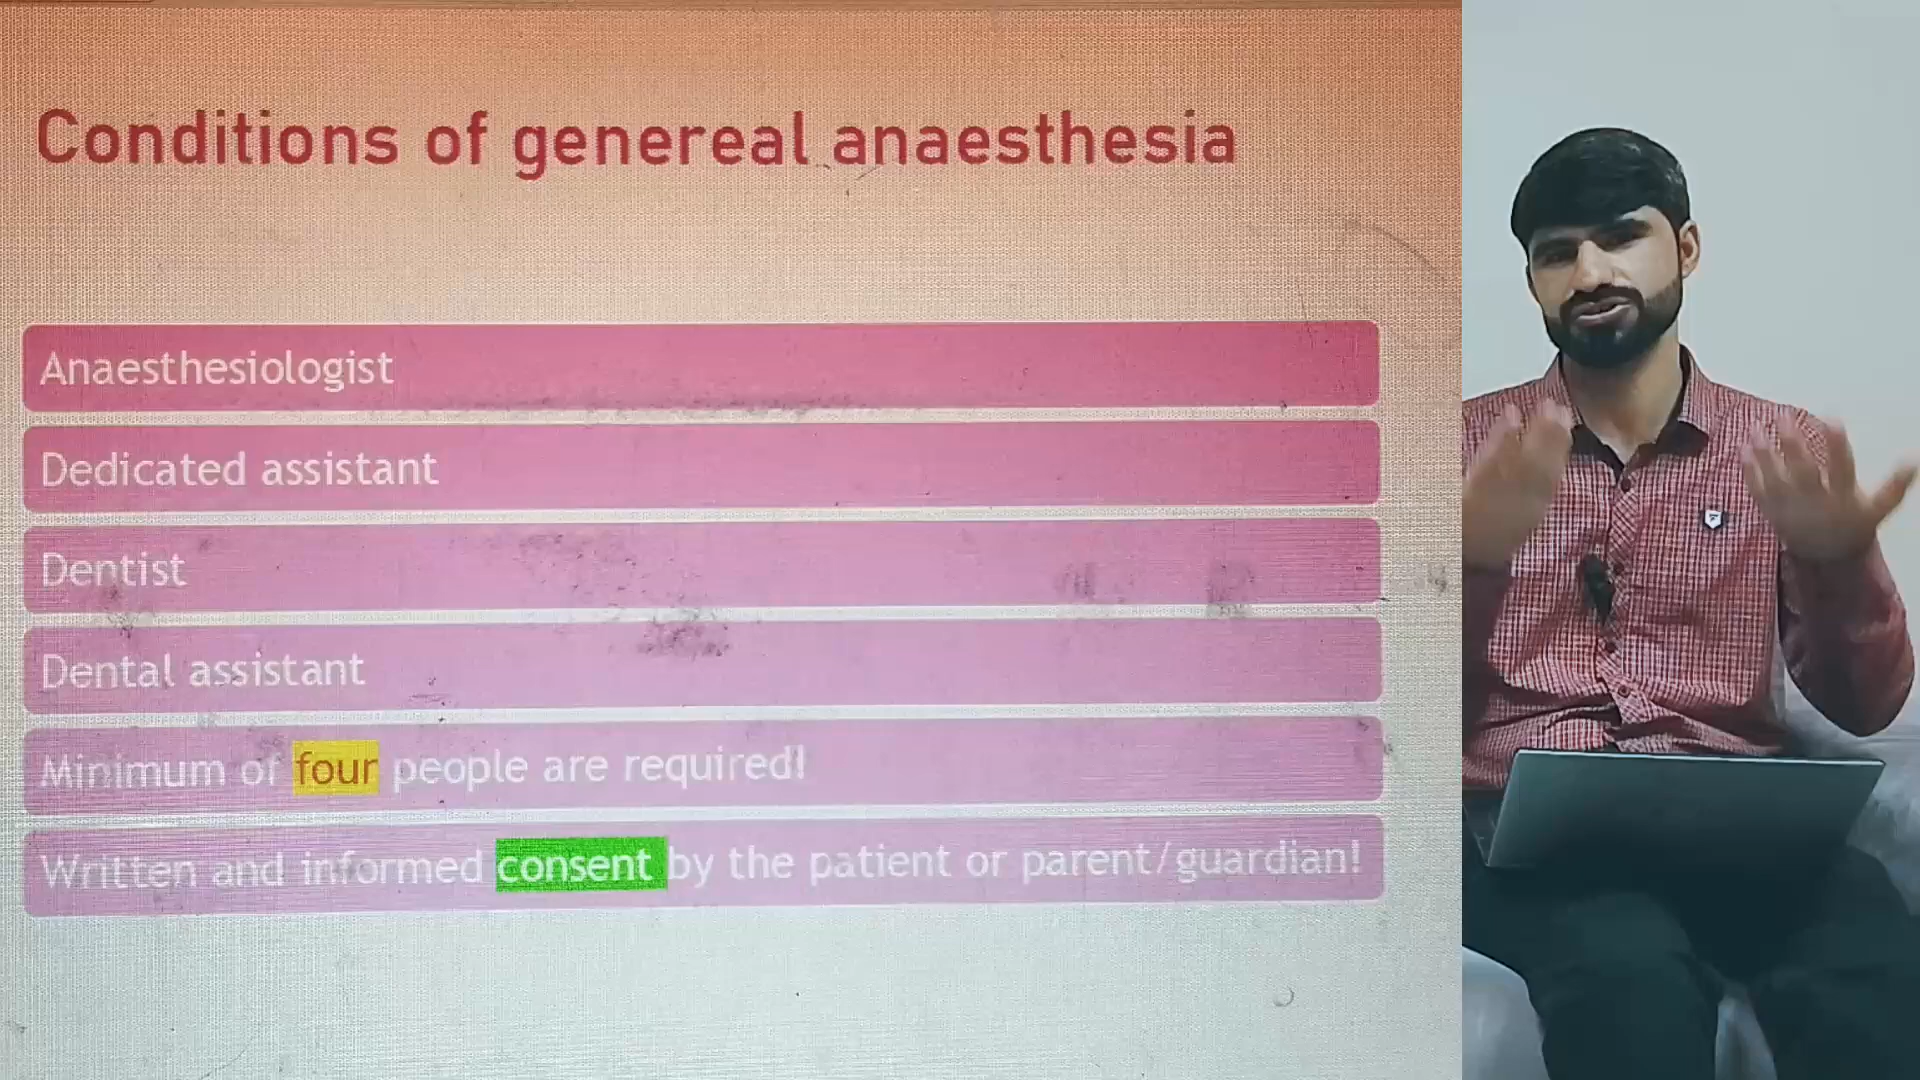 Conditions of genereal anaesthesia
Anaesthesiologist
Dedicated assistant
Dentist
Dental assistant
Minimum of four people are required!
Written and informed consent by the patient or parent/guardian!